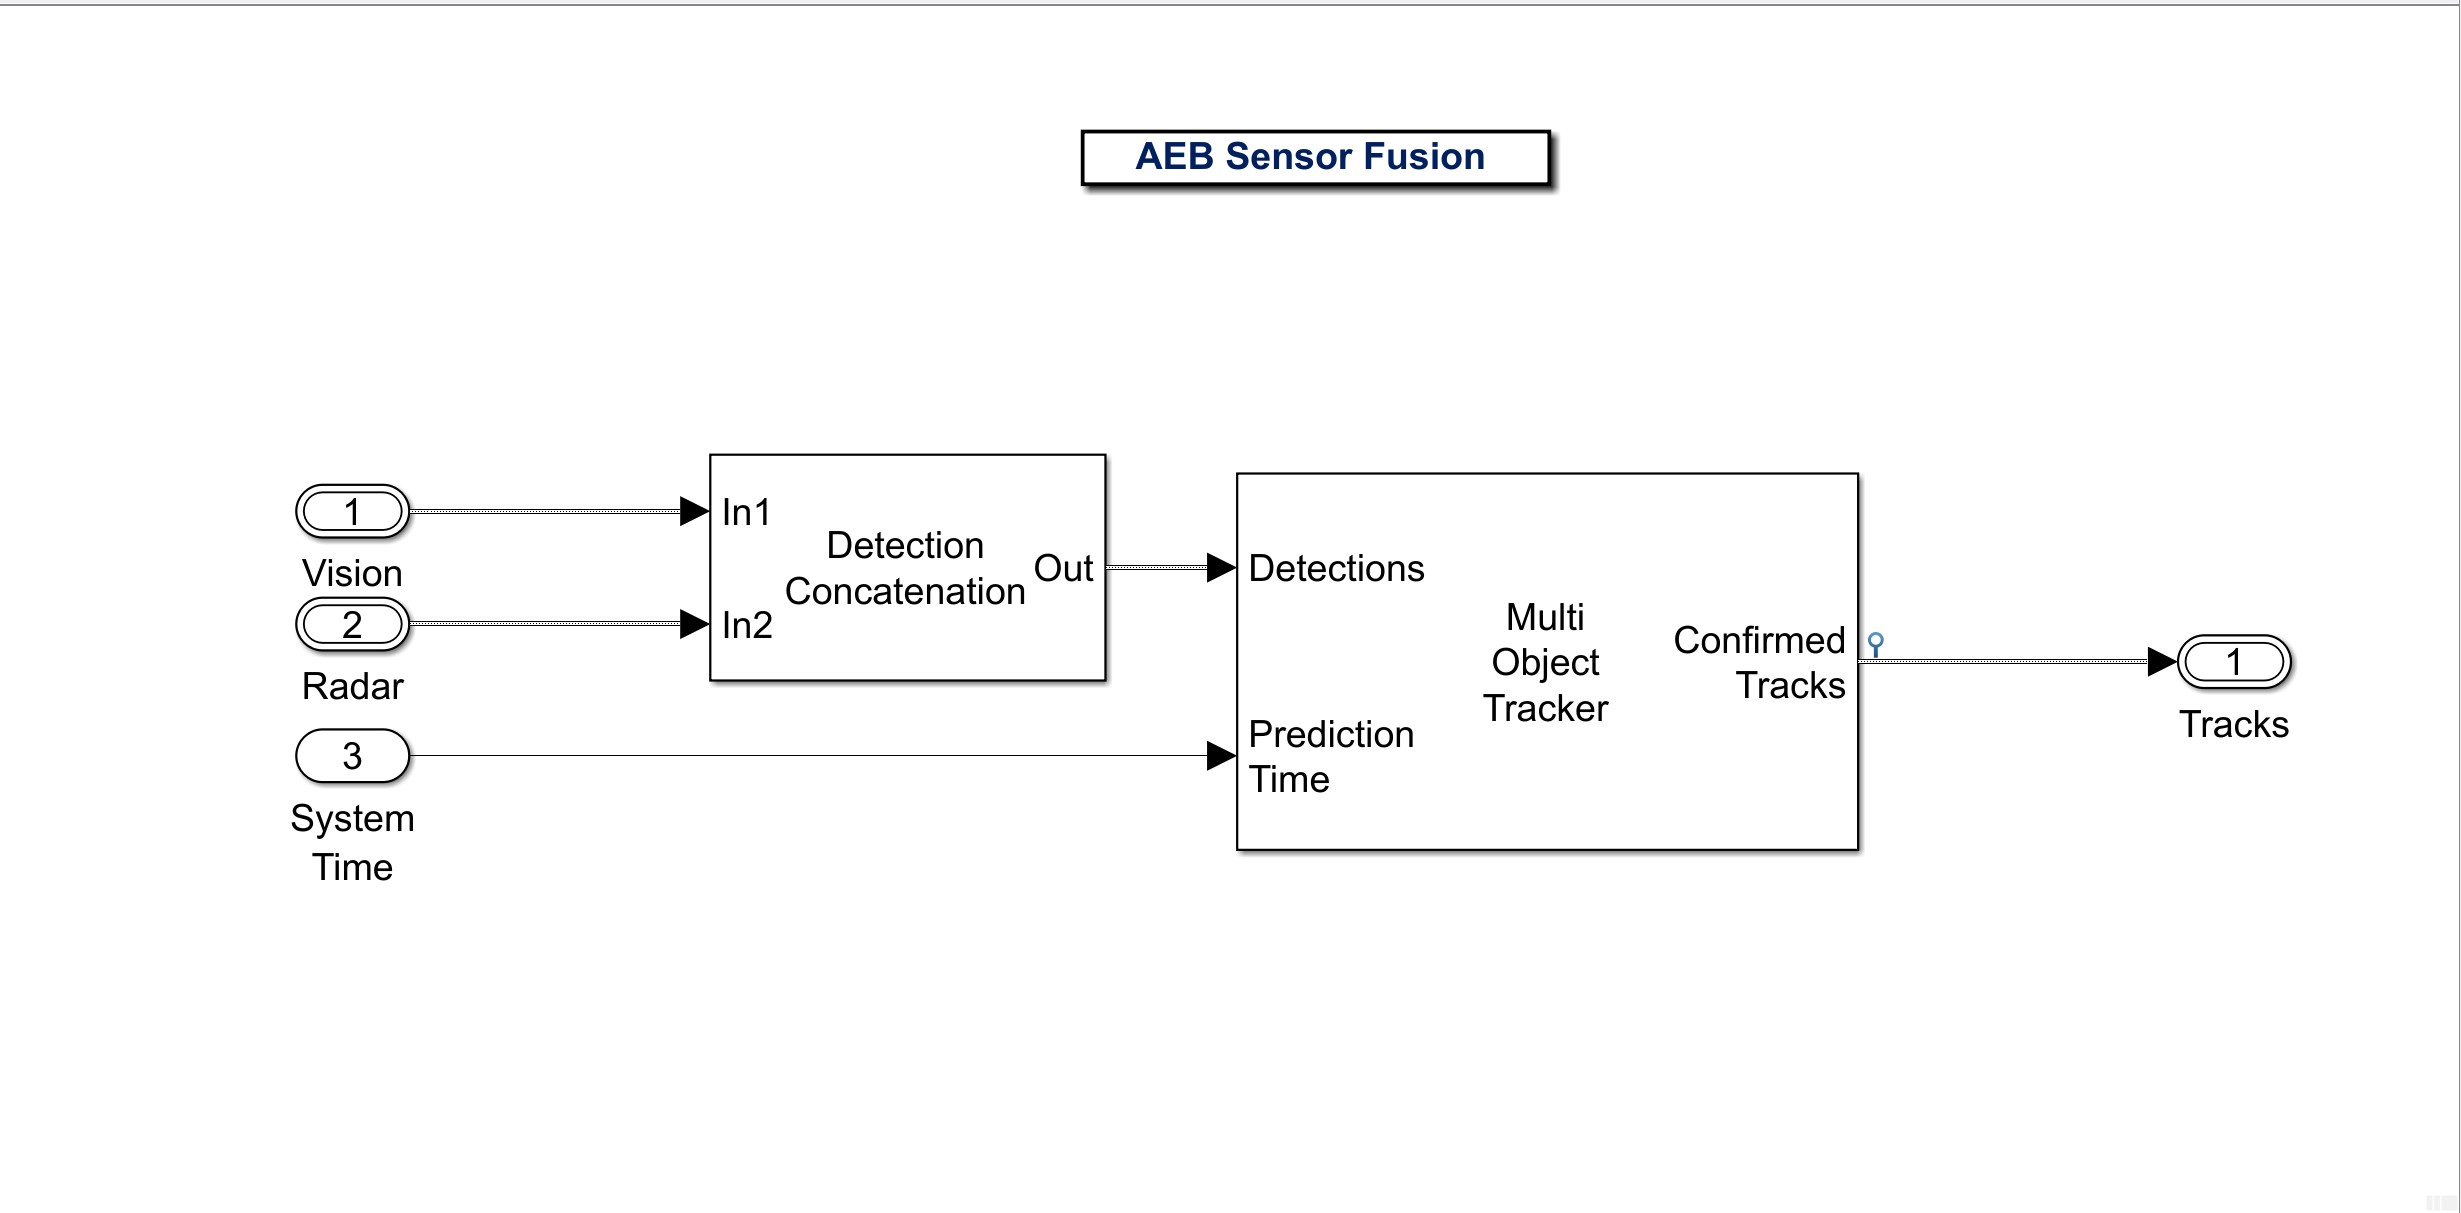 AEB Sensor Fusion
1
Vision
2
Radar
3
System
Time
In1
In2
Detection
Concatenation
Out
Detections
Prediction
Time
Multi
Object
Tracker
Confirmed
Tracks
1
Tracks